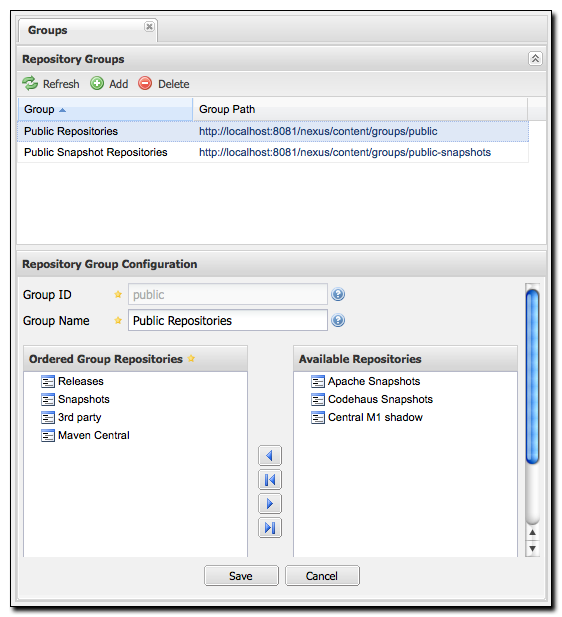 Groups
Repository Groups
Refresh Add Delete
Group Group Path
Public Repositories http://localhost:8081/nexus/content/groups/public
Public Snapshot Repositories http://localhost:8081/nexus/content/groups/public-snapshots
Repository Group Configuration
Group ID public
Group Name Public Repositories
Ordered Group Repositories
Releases
Snapshots
3rd party
Maven Central
Available Repositories
Apache Snapshots
Codehaus Snapshots
Central M1 shadow
Save Cancel